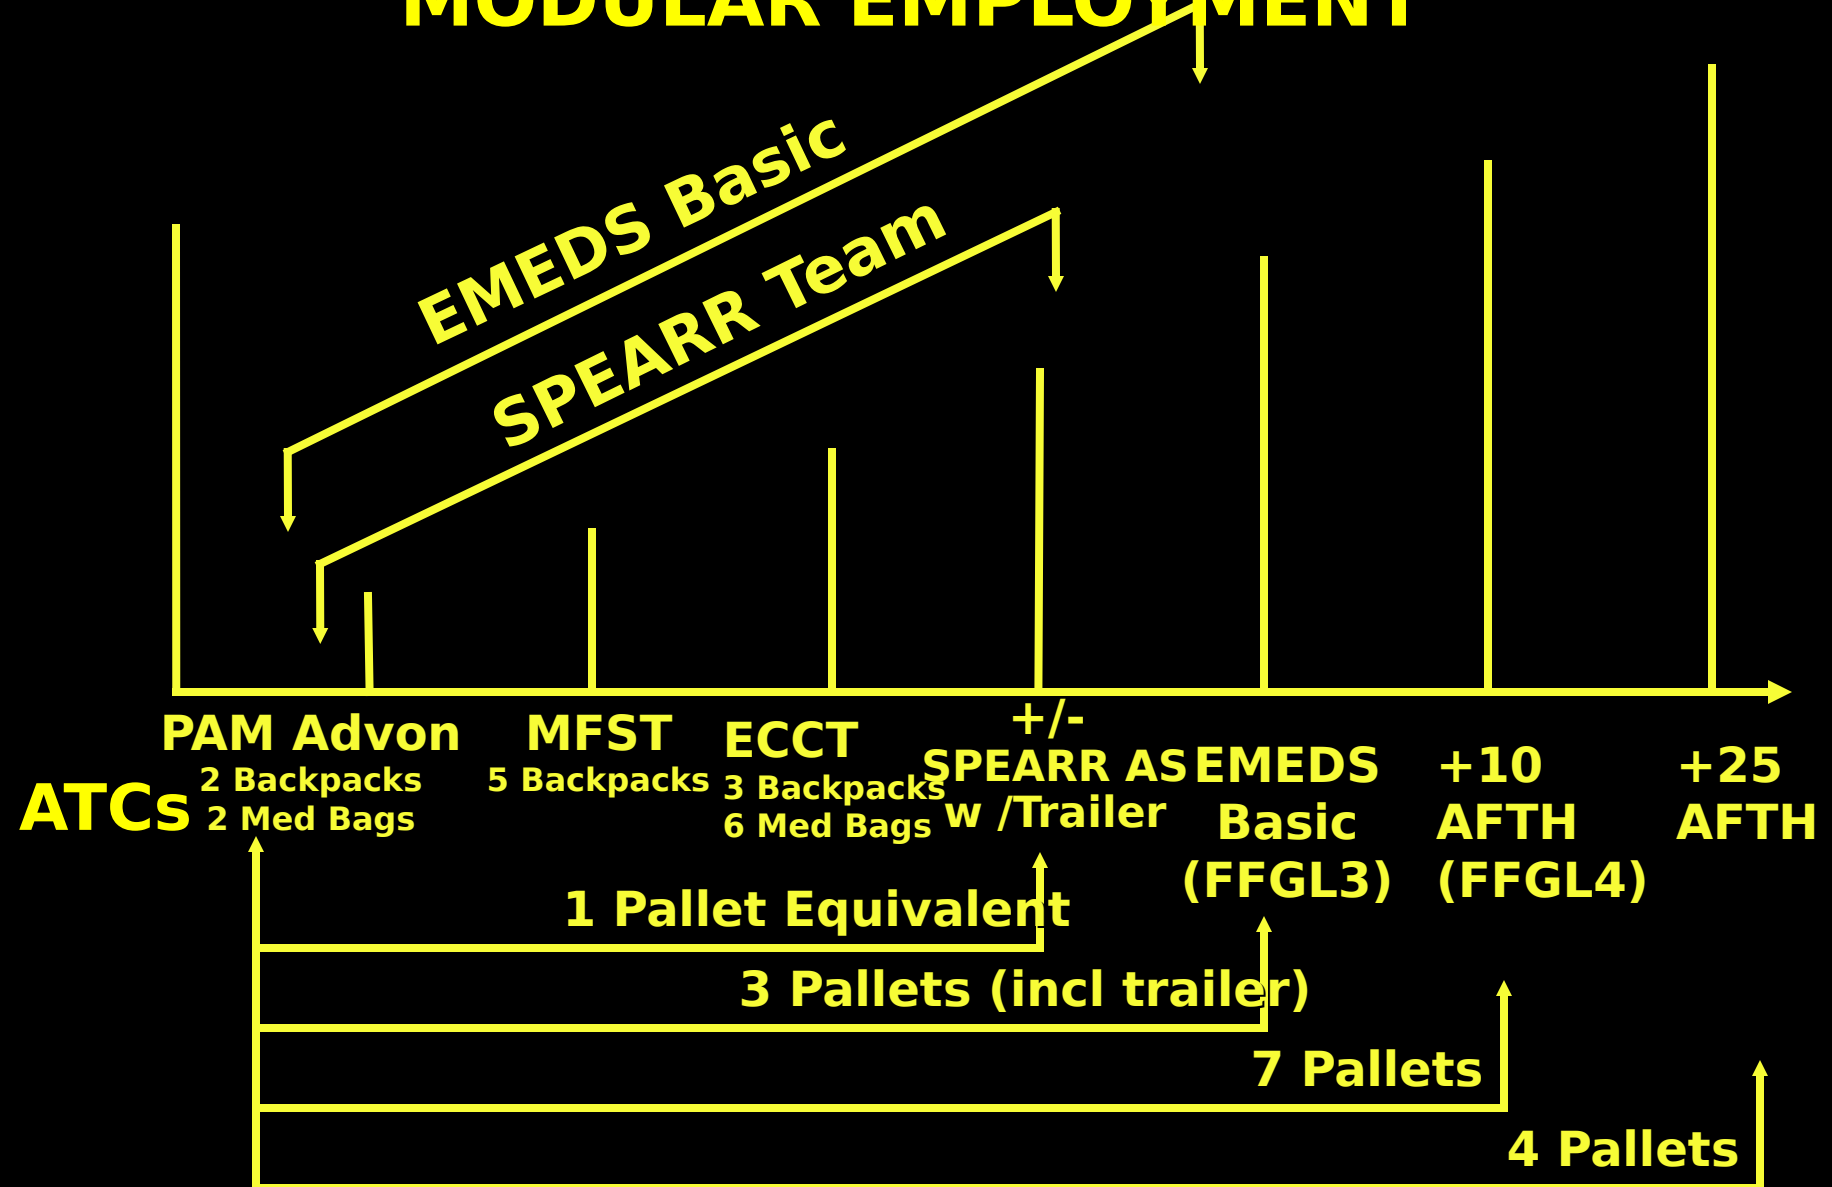 MODULAR EMPLOYMENT
EMEDS Basic
SPEARR Team
PAM Advon
2 Backpacks
2 Med Bags
MFST
5 Backpacks
ECCT
3 Backpacks
6 Med Bags
+/-
SPEARR AS
w /Trailer
EMEDS
Basic
(FFGL3)
+10
AFTH
(FFGL4)
+25
AFTH
ATCs
1 Pallet Equivalent
3 Pallets (incl trailer)
7 Pallets
4 Pallets